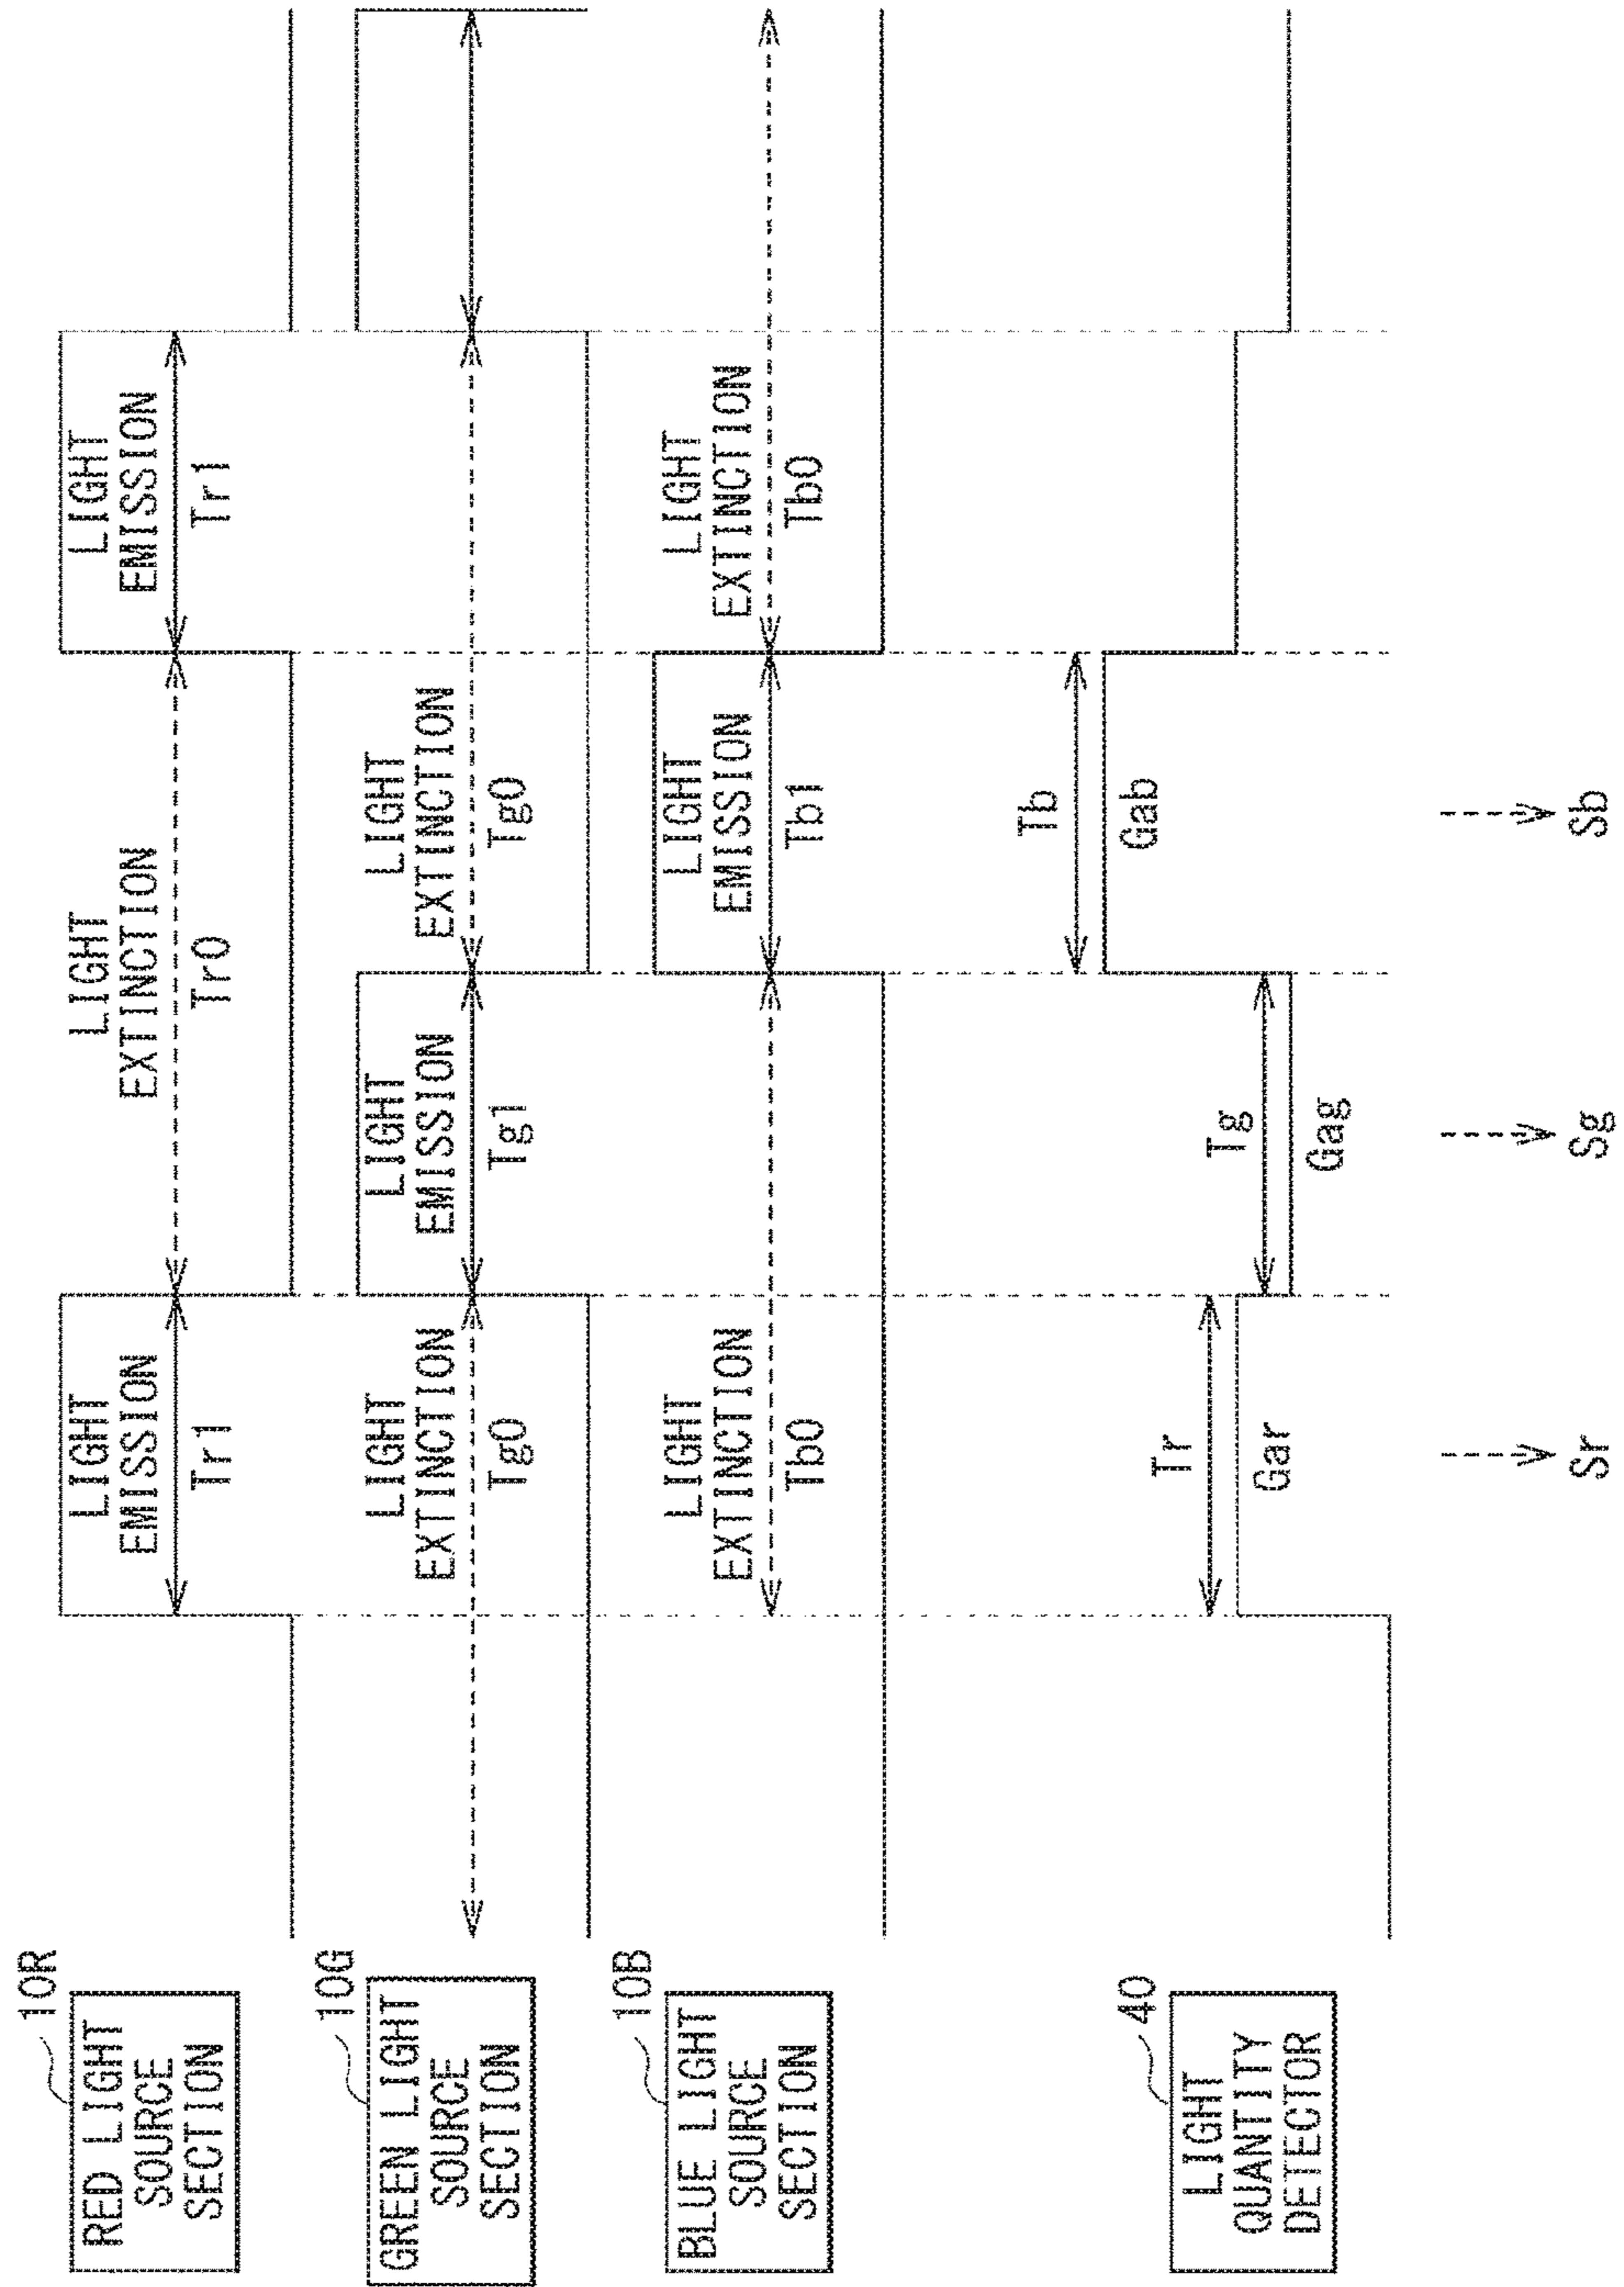 10R
RED LIGHT
SOURCE
SECTION
LIGHT
EMISSION
Tr1
LIGHT
EXTINCTION
Tr0
LIGHT
EMISSION
Tr1
10G
GREEN LIGHT
SOURCE
SECTION
LIGHT
EXTINCTION
Tg0
LIGHT
EMISSION
Tg1
LIGHT
EXTINCTION
Tg0
10B
BLUE LIGHT
SOURCE
SECTION
LIGHT
EXTINCTION
Tb0
LIGHT
EMISSION
Tb1
LIGHT
EXTINCTION
Tb0
40
LIGHT
QUANTITY
DETECTOR
Tr
Gar
Tg
Gag
Tb
Gab
Sr
Sg
Sb